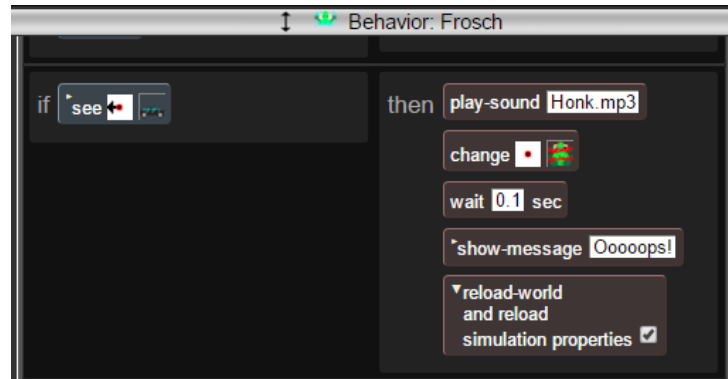 Behavior: Frosch
if see then play-sound Honk.mp3
change
wait 0.1 sec
show-message Ooooops!
reload-world
and reload
simulation properties